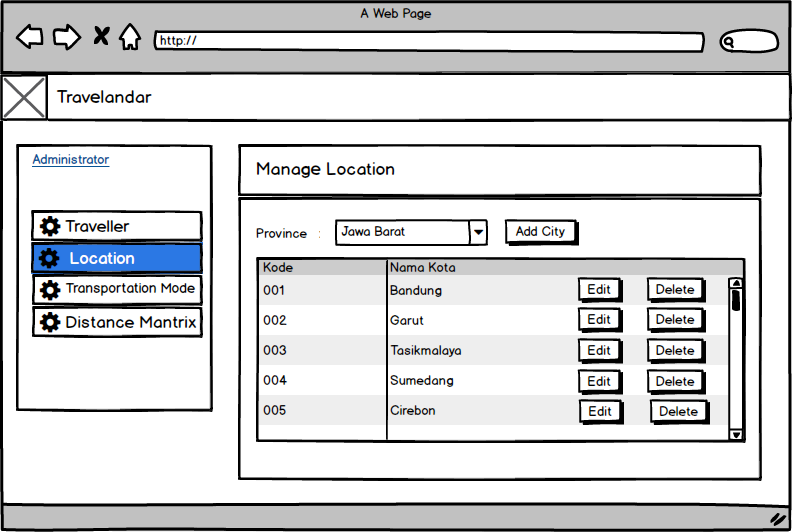 A Web Page
http://
Travelandar
Administrator
Traveller
Location
Transportation Mode
Distance Mantrix
Manage Location
Province : Jawa Barat Add City
Kode Nama Kota
001 Bandung Edit Delete
002 Garut Edit Delete
003 Tasikmalaya Edit Delete
004 Sumedang Edit Delete
005 Cirebon Edit Delete